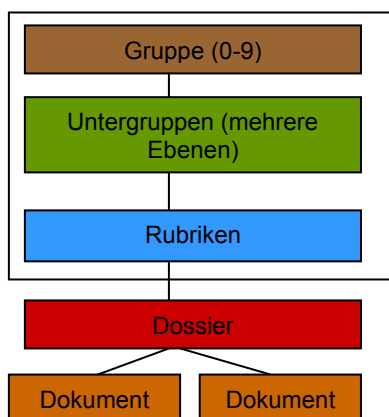 Gruppe (0-9)
Untergruppen (mehrere
Ebenen)
Rubriken
Dossier
Dokument
Dokument